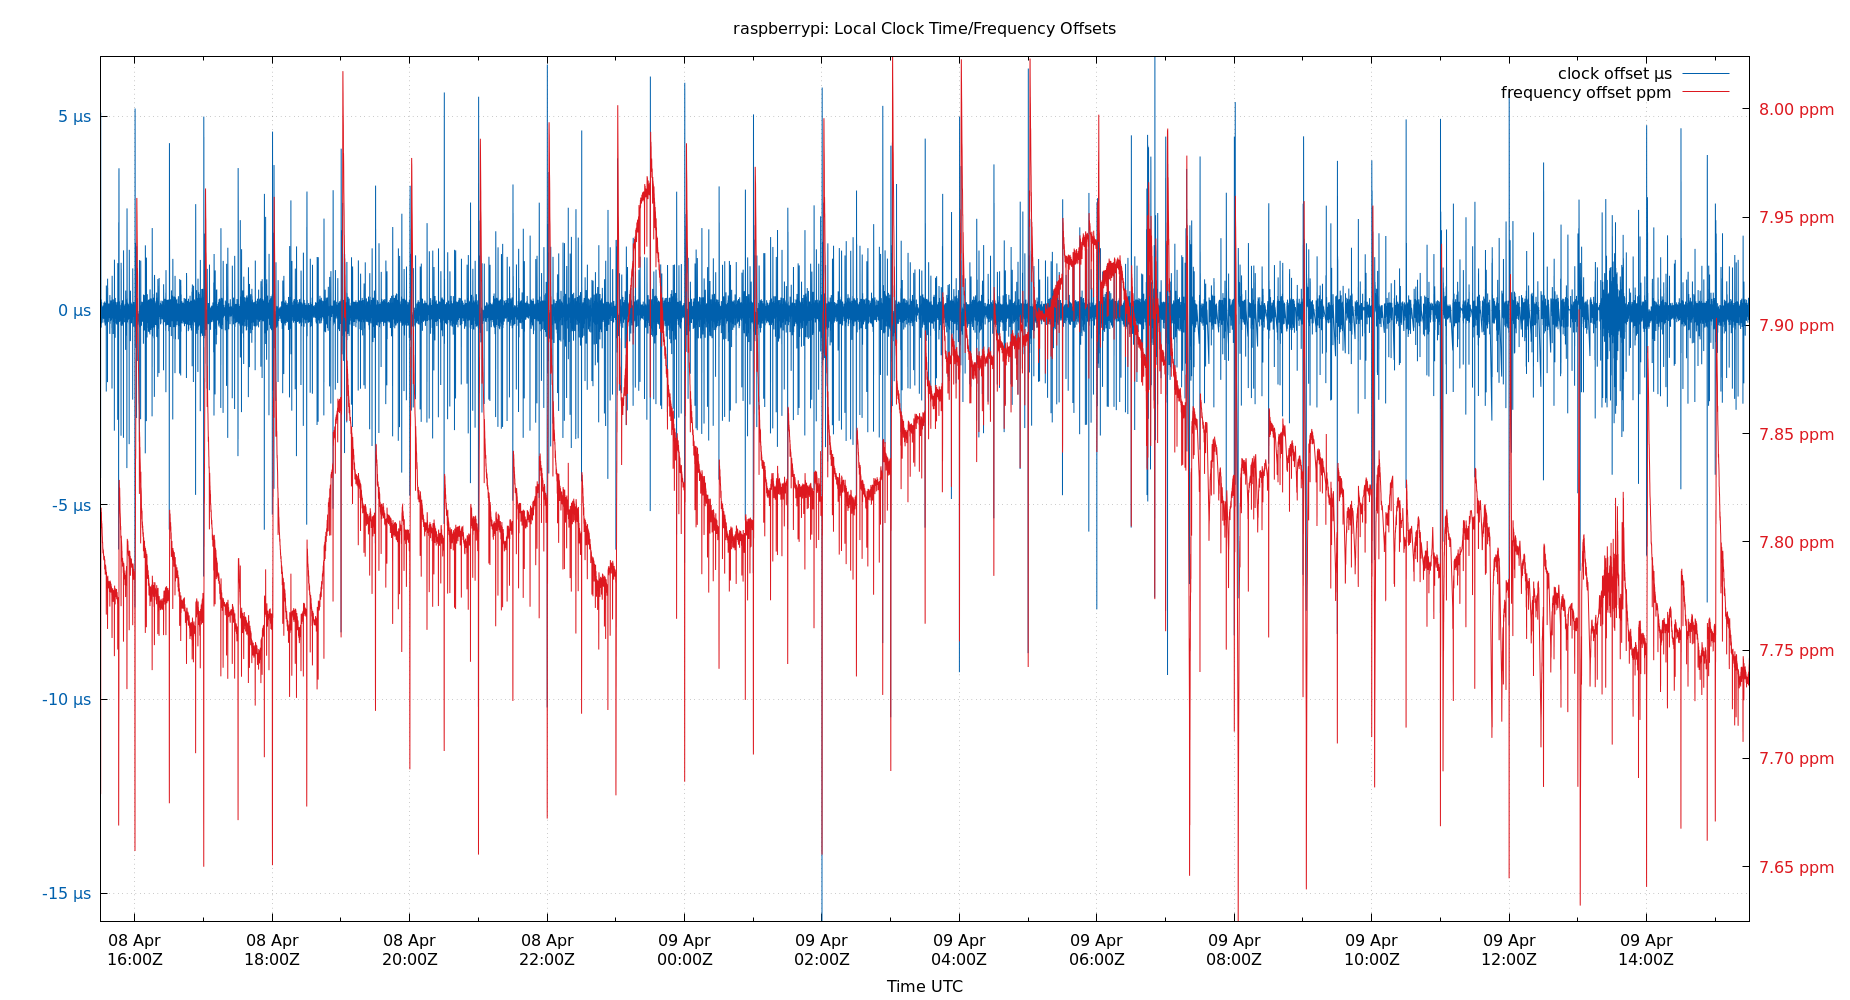 raspberrypi: Local Clock Time/Frequency Offsets
clock offset µs
frequency offset ppm
5 µs
0 µs
-5 µs
-10 µs
-15 µs
8.00 ppm
7.95 ppm
7.90 ppm
7.85 ppm
7.80 ppm
7.75 ppm
7.70 ppm
7.65 ppm
08 Apr
16:00Z
08 Apr
18:00Z
08 Apr
20:00Z
08 Apr
22:00Z
09 Apr
00:00Z
09 Apr
02:00Z
09 Apr
04:00Z
09 Apr
06:00Z
09 Apr
08:00Z
09 Apr
10:00Z
09 Apr
12:00Z
09 Apr
14:00Z
Time UTC